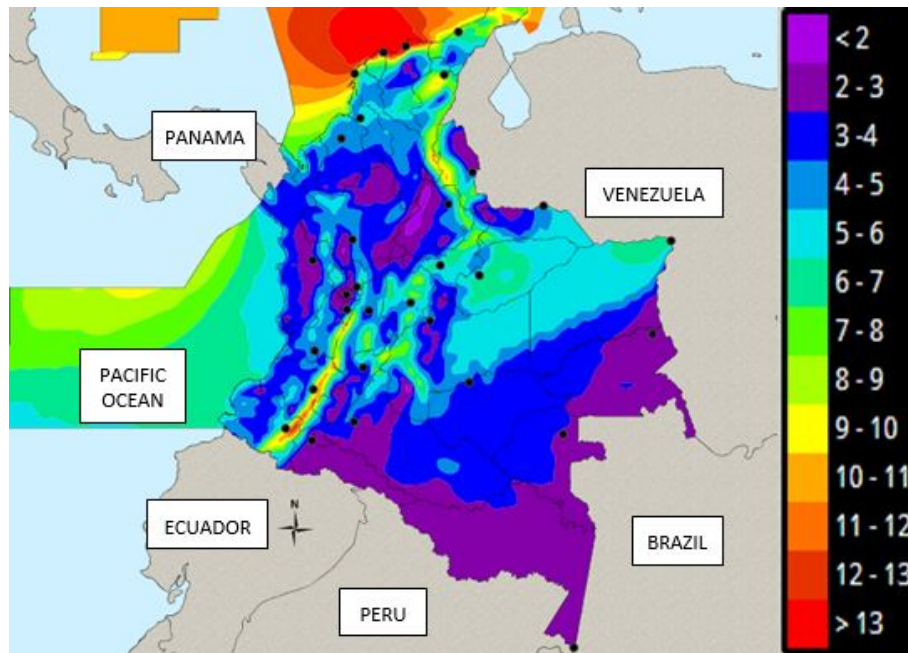 PANAMA
VENEZUELA
PACIFIC
OCEAN
N
ECUADOR
BRAZIL
PERU
< 2
2 - 3
3 -4
4 - 5
5 - 6
6 - 7
7 - 8
8 - 9
9 - 10
10 - 11
11 - 12
12 - 13
> 13